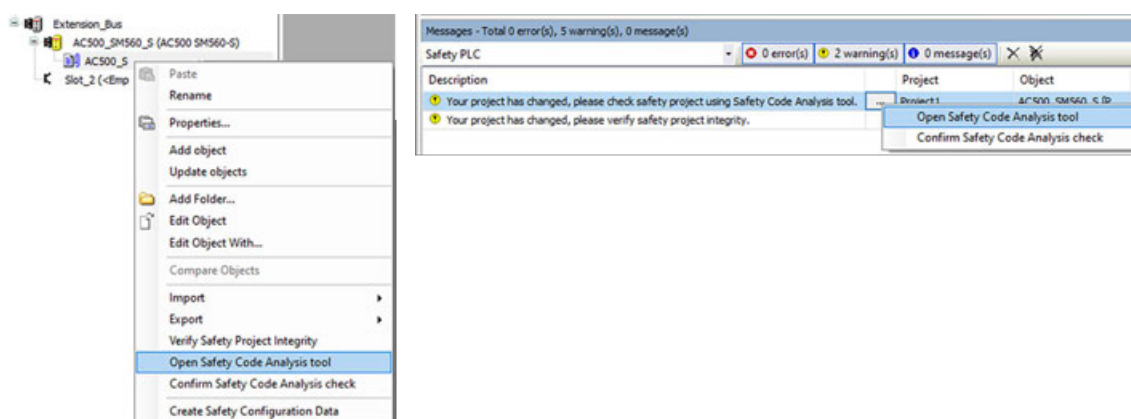 Extension_Bus
AC500_SM560_S (AC500 SM560-S)
AC500_S
Slot_2 (<Emp
Paste
Rename
Properties...
Add object
Update objects
Add Folder...
Edit Object
Edit Object With...
Compare Objects
Import
Export
Verify Safety Project Integrity
Open Safety Code Analysis tool
Confirm Safety Code Analysis check
Create Safety Configuration Data
Messages - Total 0 error(s), 5 warning(s), 0 message(s)
Safety PLC 0 error(s) 2 warning(s) 0 message(s)
Description Project Object
Your project has changed, please check safety project using Safety Code Analysis tool. ... Project1 AC500_SM560_S [P
Your project has changed, please verify safety project integrity.
Open Safety Code Analysis tool
Confirm Safety Code Analysis check